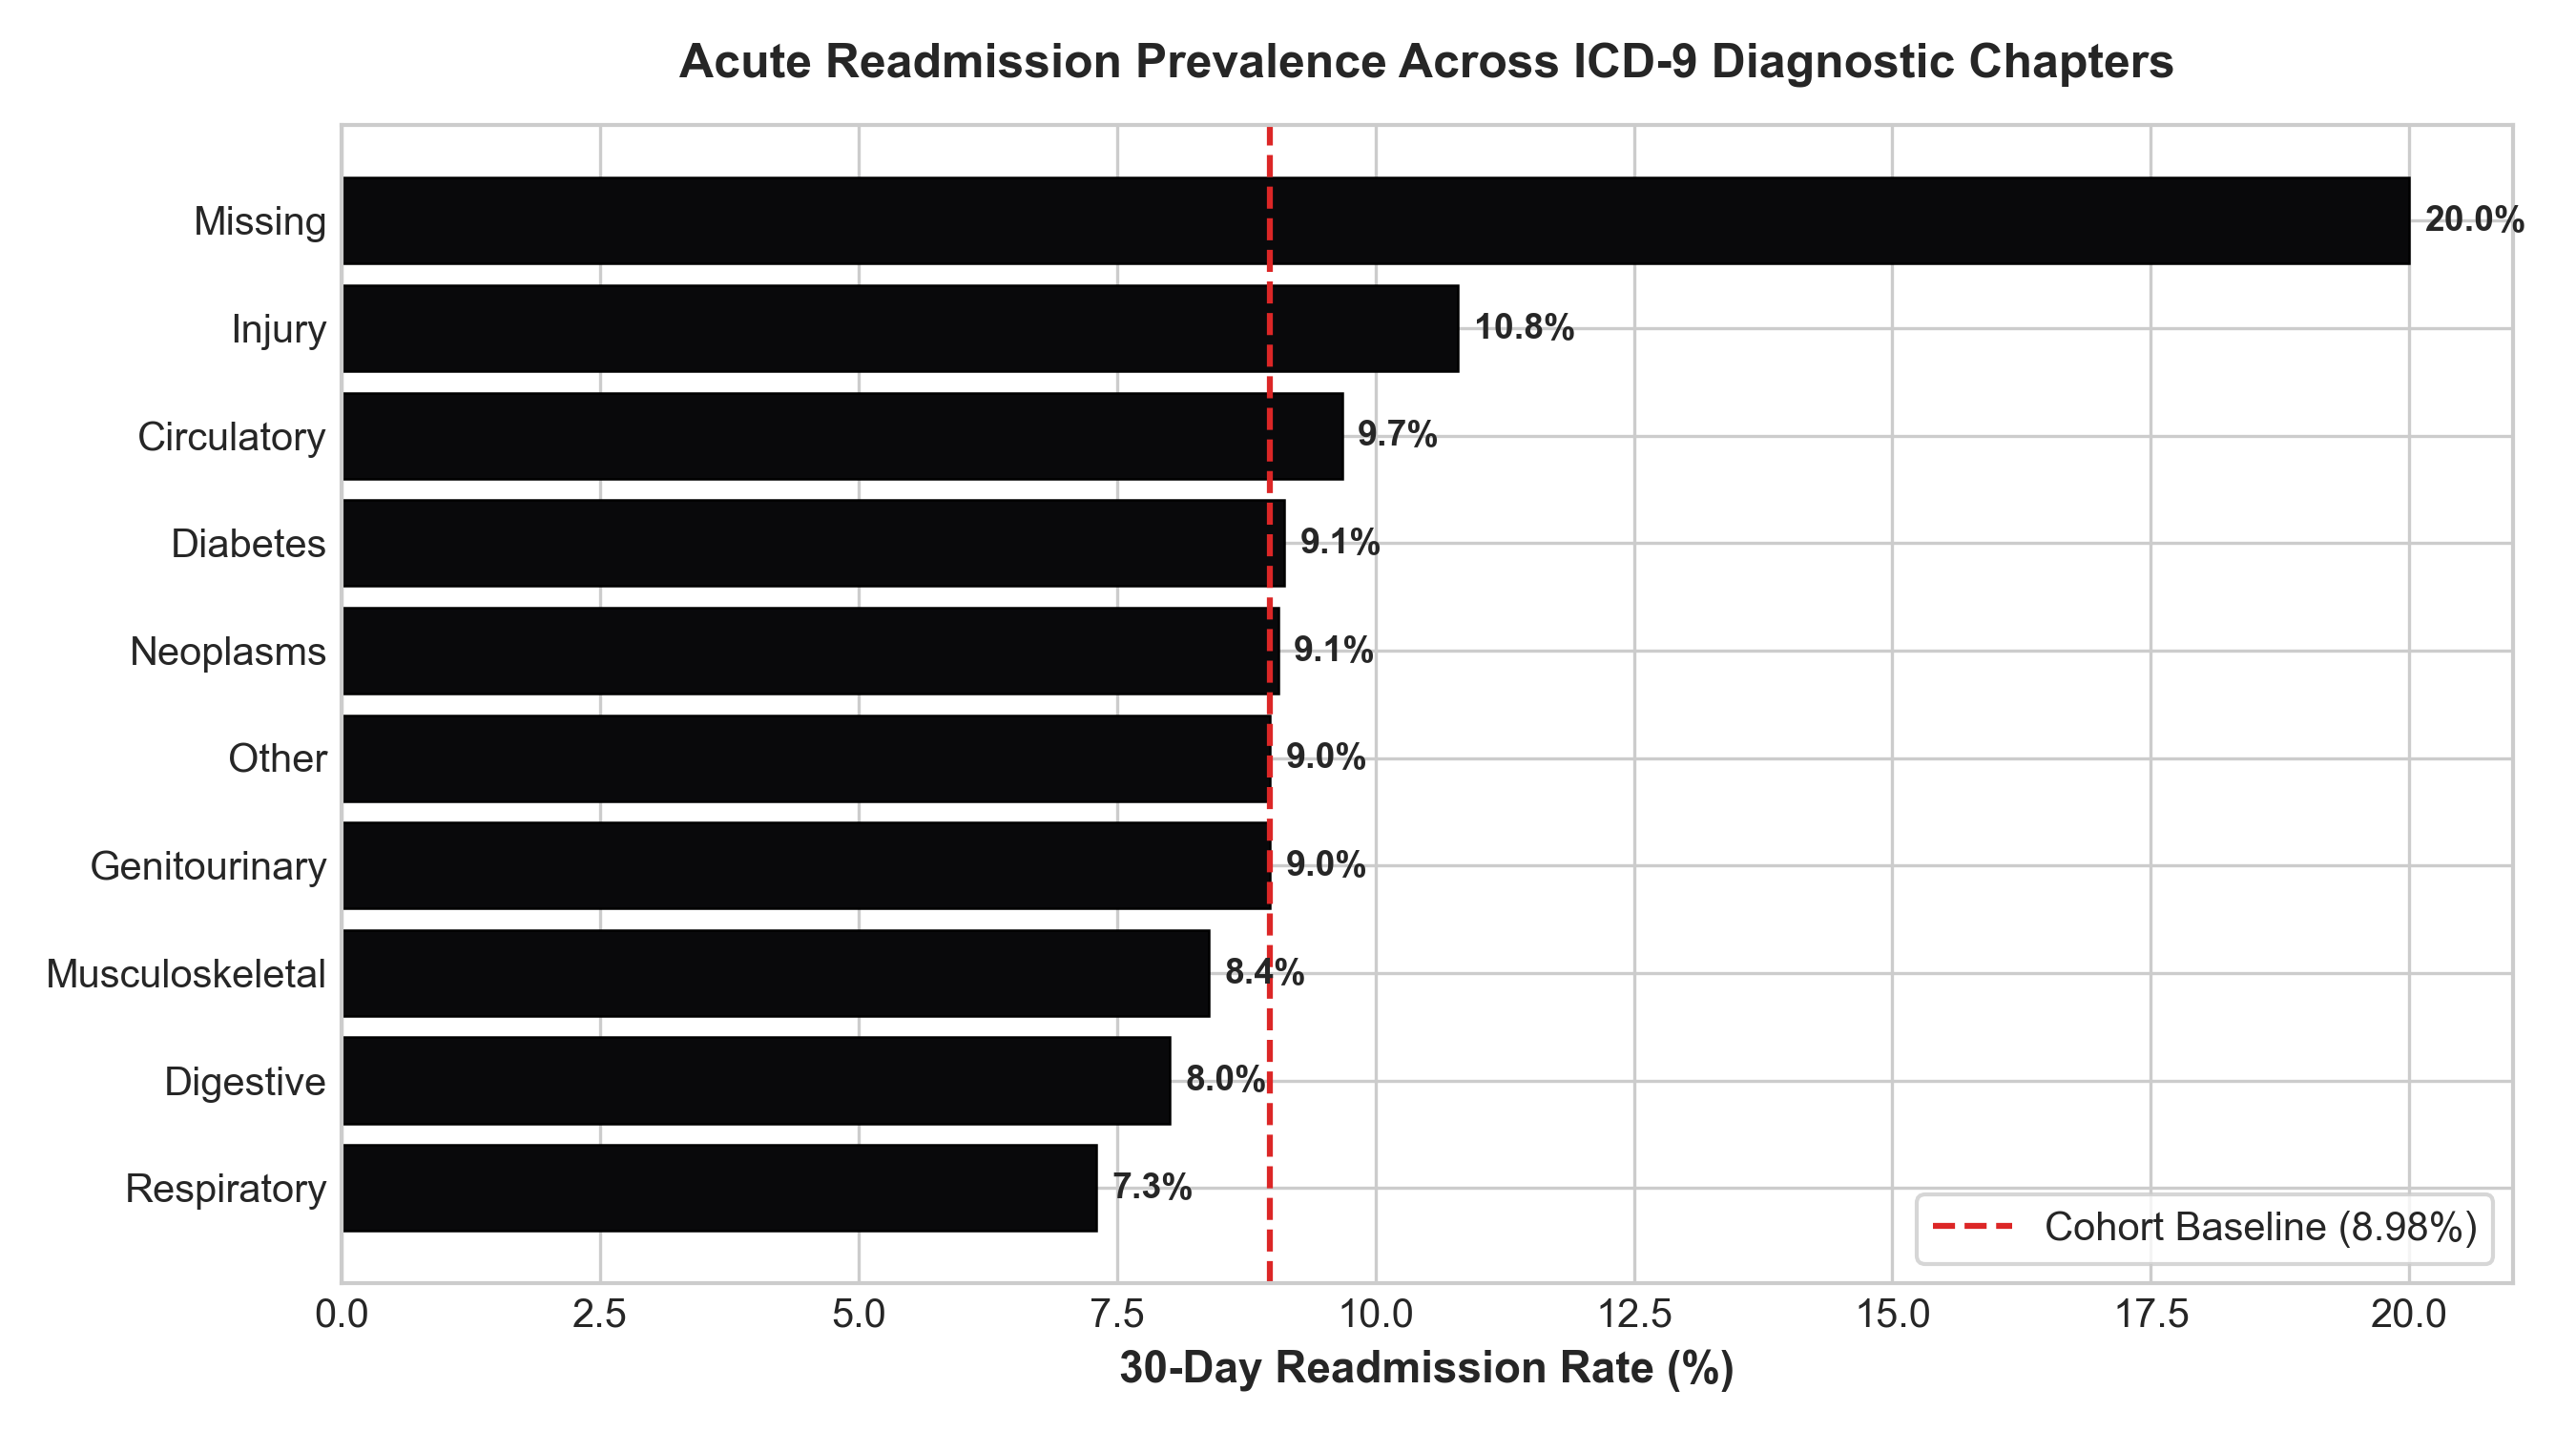 Acute Readmission Prevalence Across ICD-9 Diagnostic Chapters
Missing 20.0%
Injury 10.8%
Circulatory 9.7%
Diabetes 9.1%
Neoplasms 9.1%
Other 9.0%
Genitourinary 9.0%
Musculoskeletal 8.4%
Digestive 8.0%
Respiratory 7.3%
Cohort Baseline (8.98%)
0.0 2.5 5.0 7.5 10.0 12.5 15.0 17.5 20.0
30-Day Readmission Rate (%)